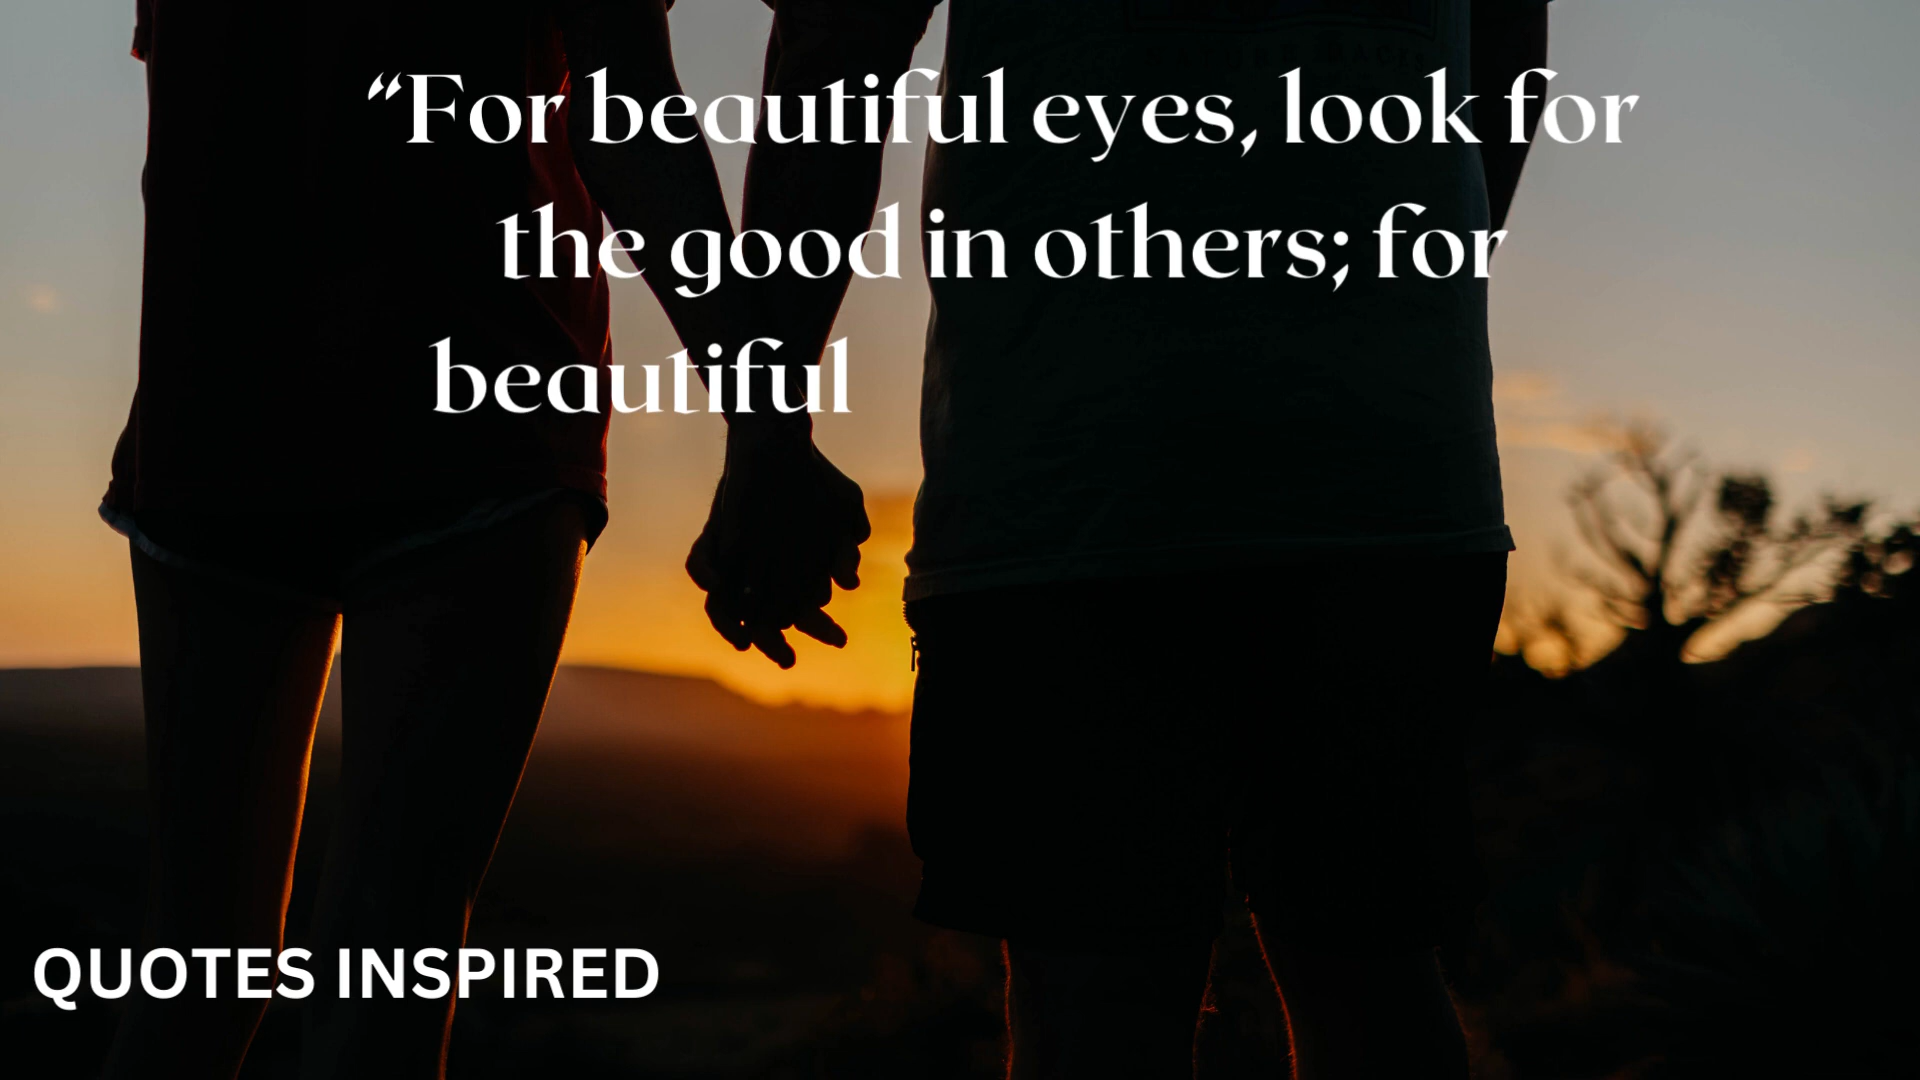 “For beautiful eyes, look for
the good in others; for
beautiful
QUOTES INSPIRED